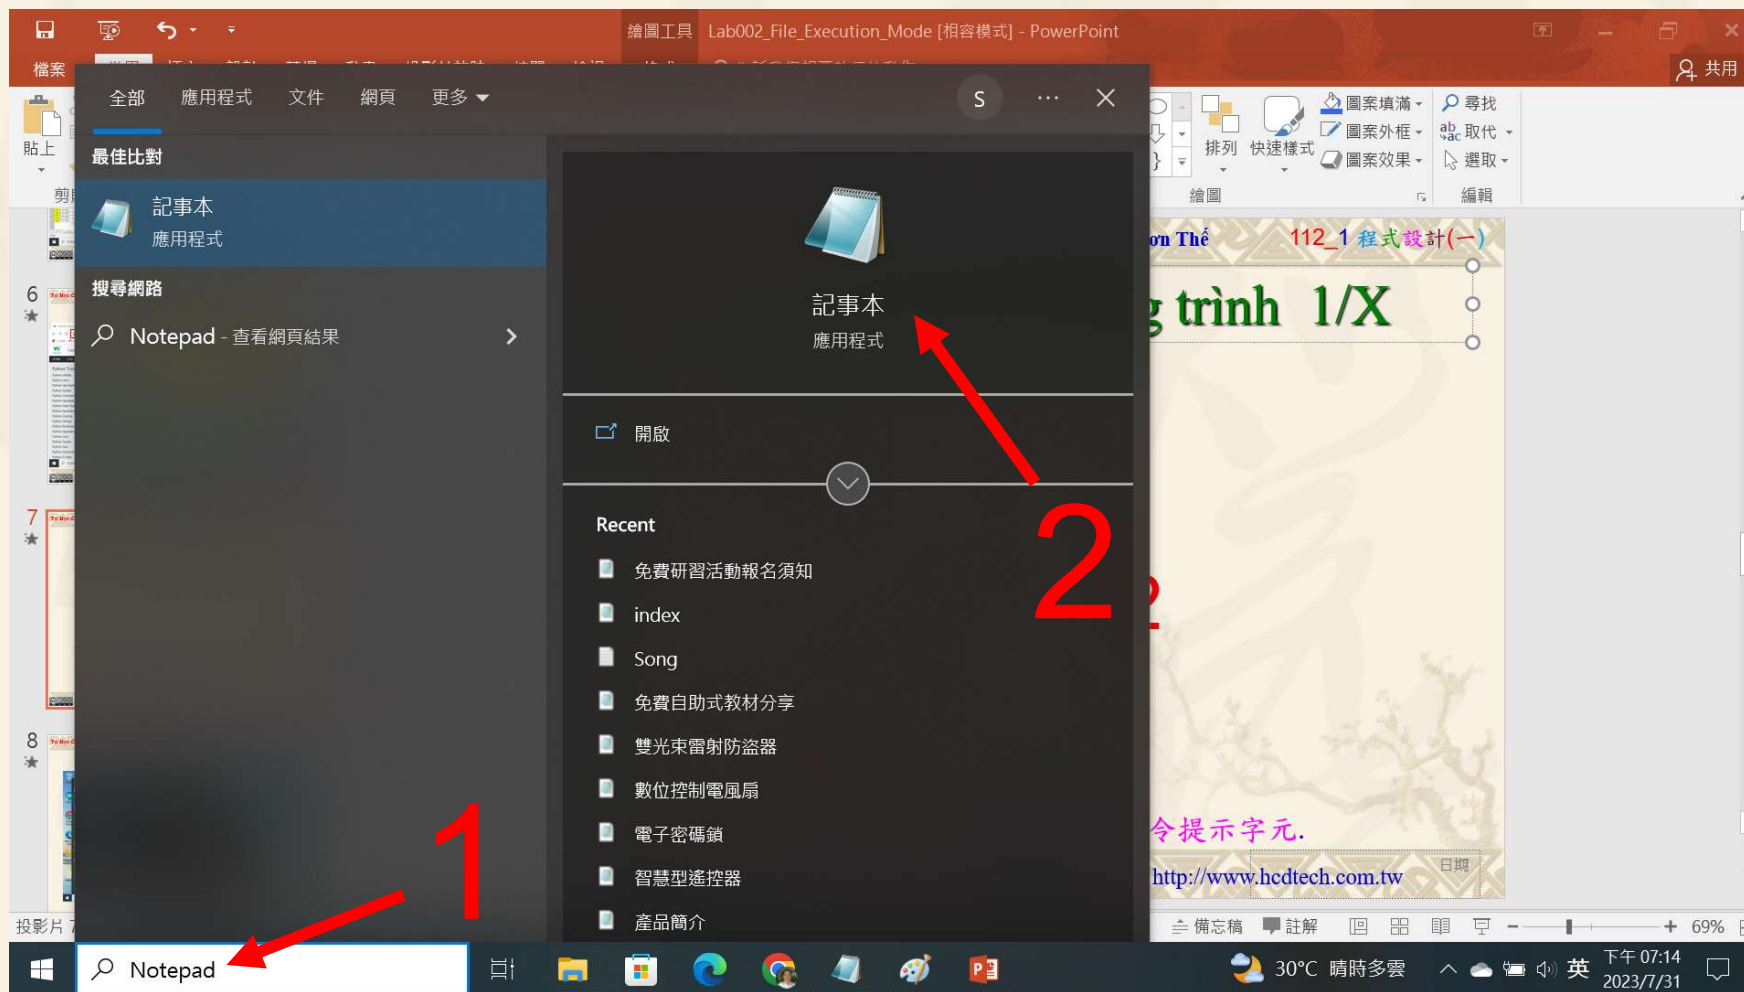 繪圖工具 Lab002_File_Execution_Mode [相容模式] - PowerPoint
檔案
共用
全部 應用程式 文件 網頁 更多
S
貼上
圖案填滿
圖案外框
圖案效果
排列 快速樣式
尋找
取代
選取
繪圖 編輯
最佳比對
記事本
應用程式
搜尋網路
Notepad - 查看網頁結果
記事本
應用程式
開啟
Recent
免費研習活動報名須知
index
Song
免費自助式教材分享
雙光束雷射防盜器
數位控制電風扇
電子密碼鎖
智慧型遙控器
產品簡介
1
2
6
7
8
ơn Thế 112_1 程式設計(一)
g trình 1/X
令提示字元.
http://www.hcdtech.com.tw 日期
投影片 7
備忘稿 註解 69%
Notepad
30°C 晴時多雲 英 下午 07:14
2023/7/31